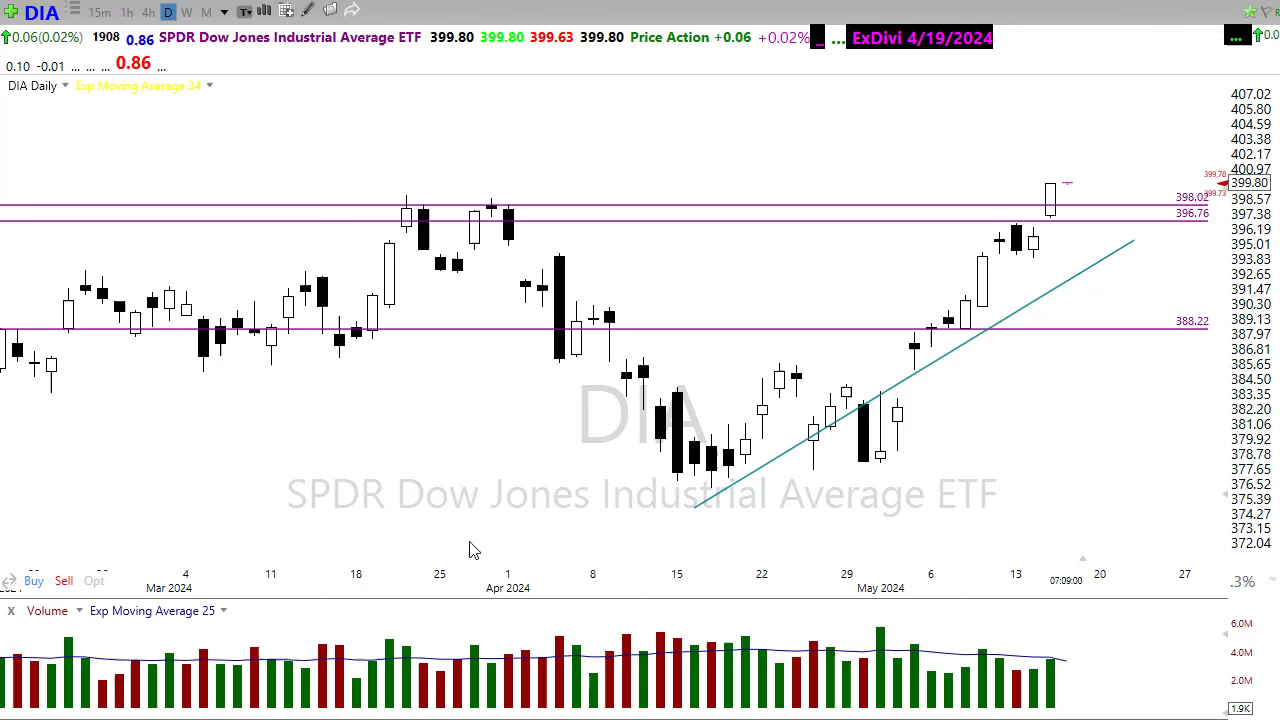 DIA 15m 1h 4h D W M T
0.06(0.02%) 1908 0.86 SPDR Dow Jones Industrial Average ETF 399.80 399.80 399.63 399.80 Price Action +0.06 +0.02% ... ... ExDivi 4/19/2024 ... 0.0
0.10 -0.01 ... ... ... 0.86 ...
DIA Daily Exp Moving Average 34
407.02
405.80
404.59
403.38
402.17
400.97
399.78
399.80
399.73
398.02
398.57
396.76
397.38
396.19
395.01
393.83
392.65
391.47
390.30
388.22
389.13
387.97
386.81
385.65
384.50
383.35
382.20
381.06
379.92
378.78
377.65
376.52
375.39
374.27
373.15
372.04
DIA
SPDR Dow Jones Industrial Average ETF
4 11 18 25 1 8 15 22 29 6 13 20 27
Buy Sell Opt 07:09:00 .3%
Mar 2024 Apr 2024 May 2024
X Volume Exp Moving Average 25
6.0M
4.0M
2.0M
1.9K